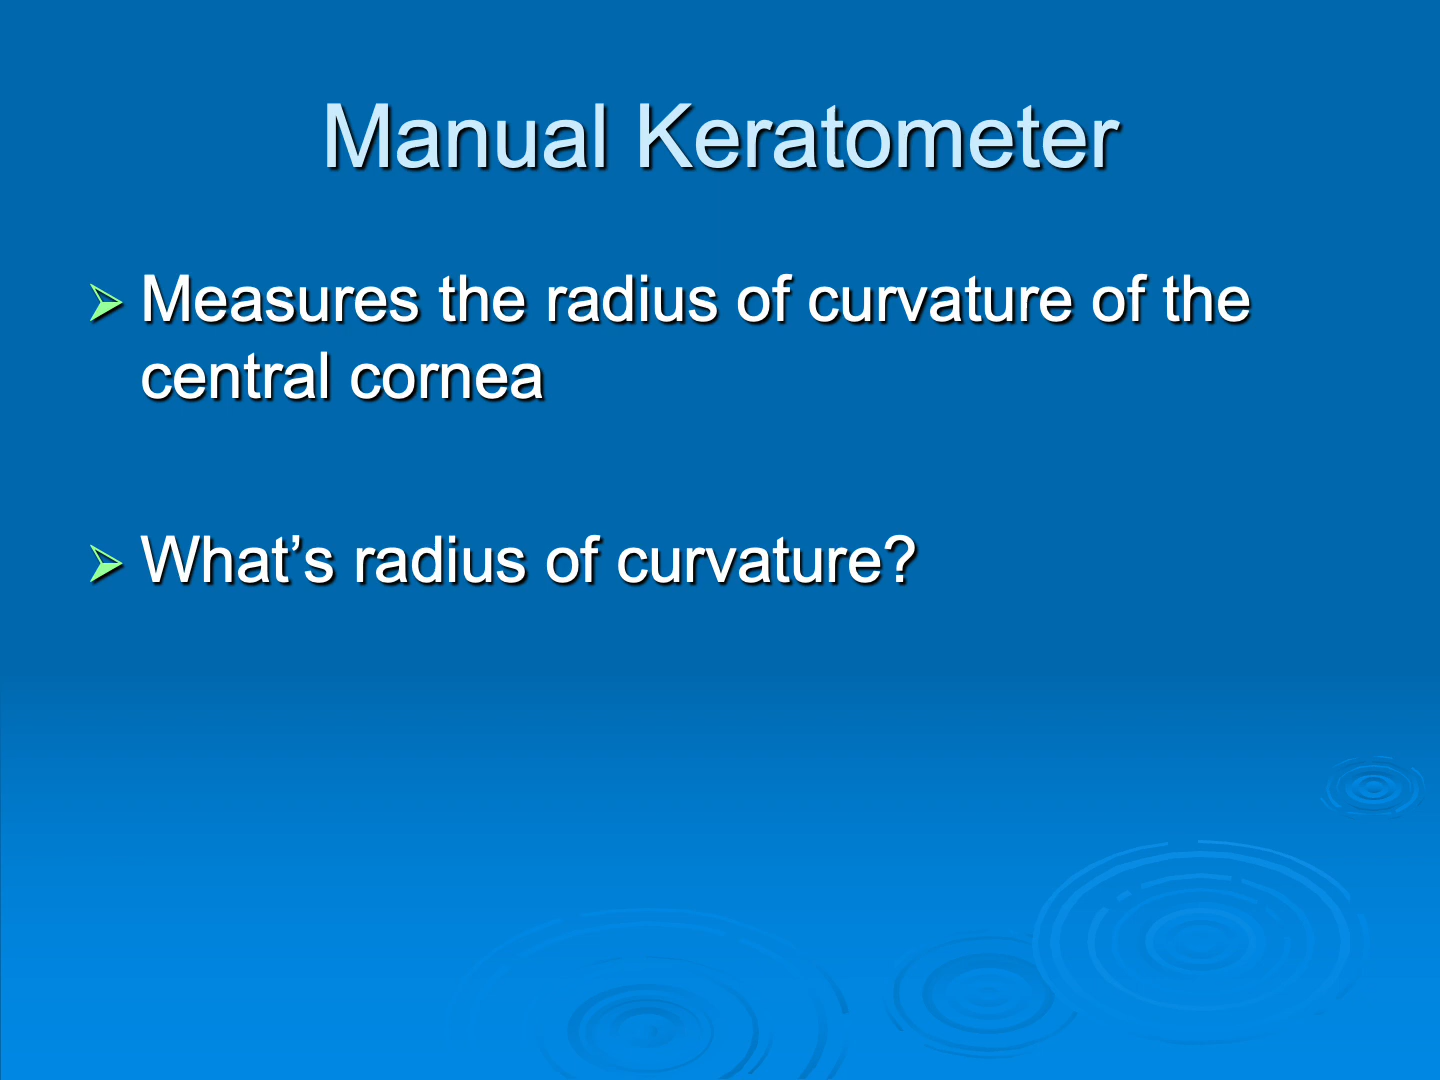 Manual Keratometer
Measures the radius of curvature of the
central cornea
What’s radius of curvature?